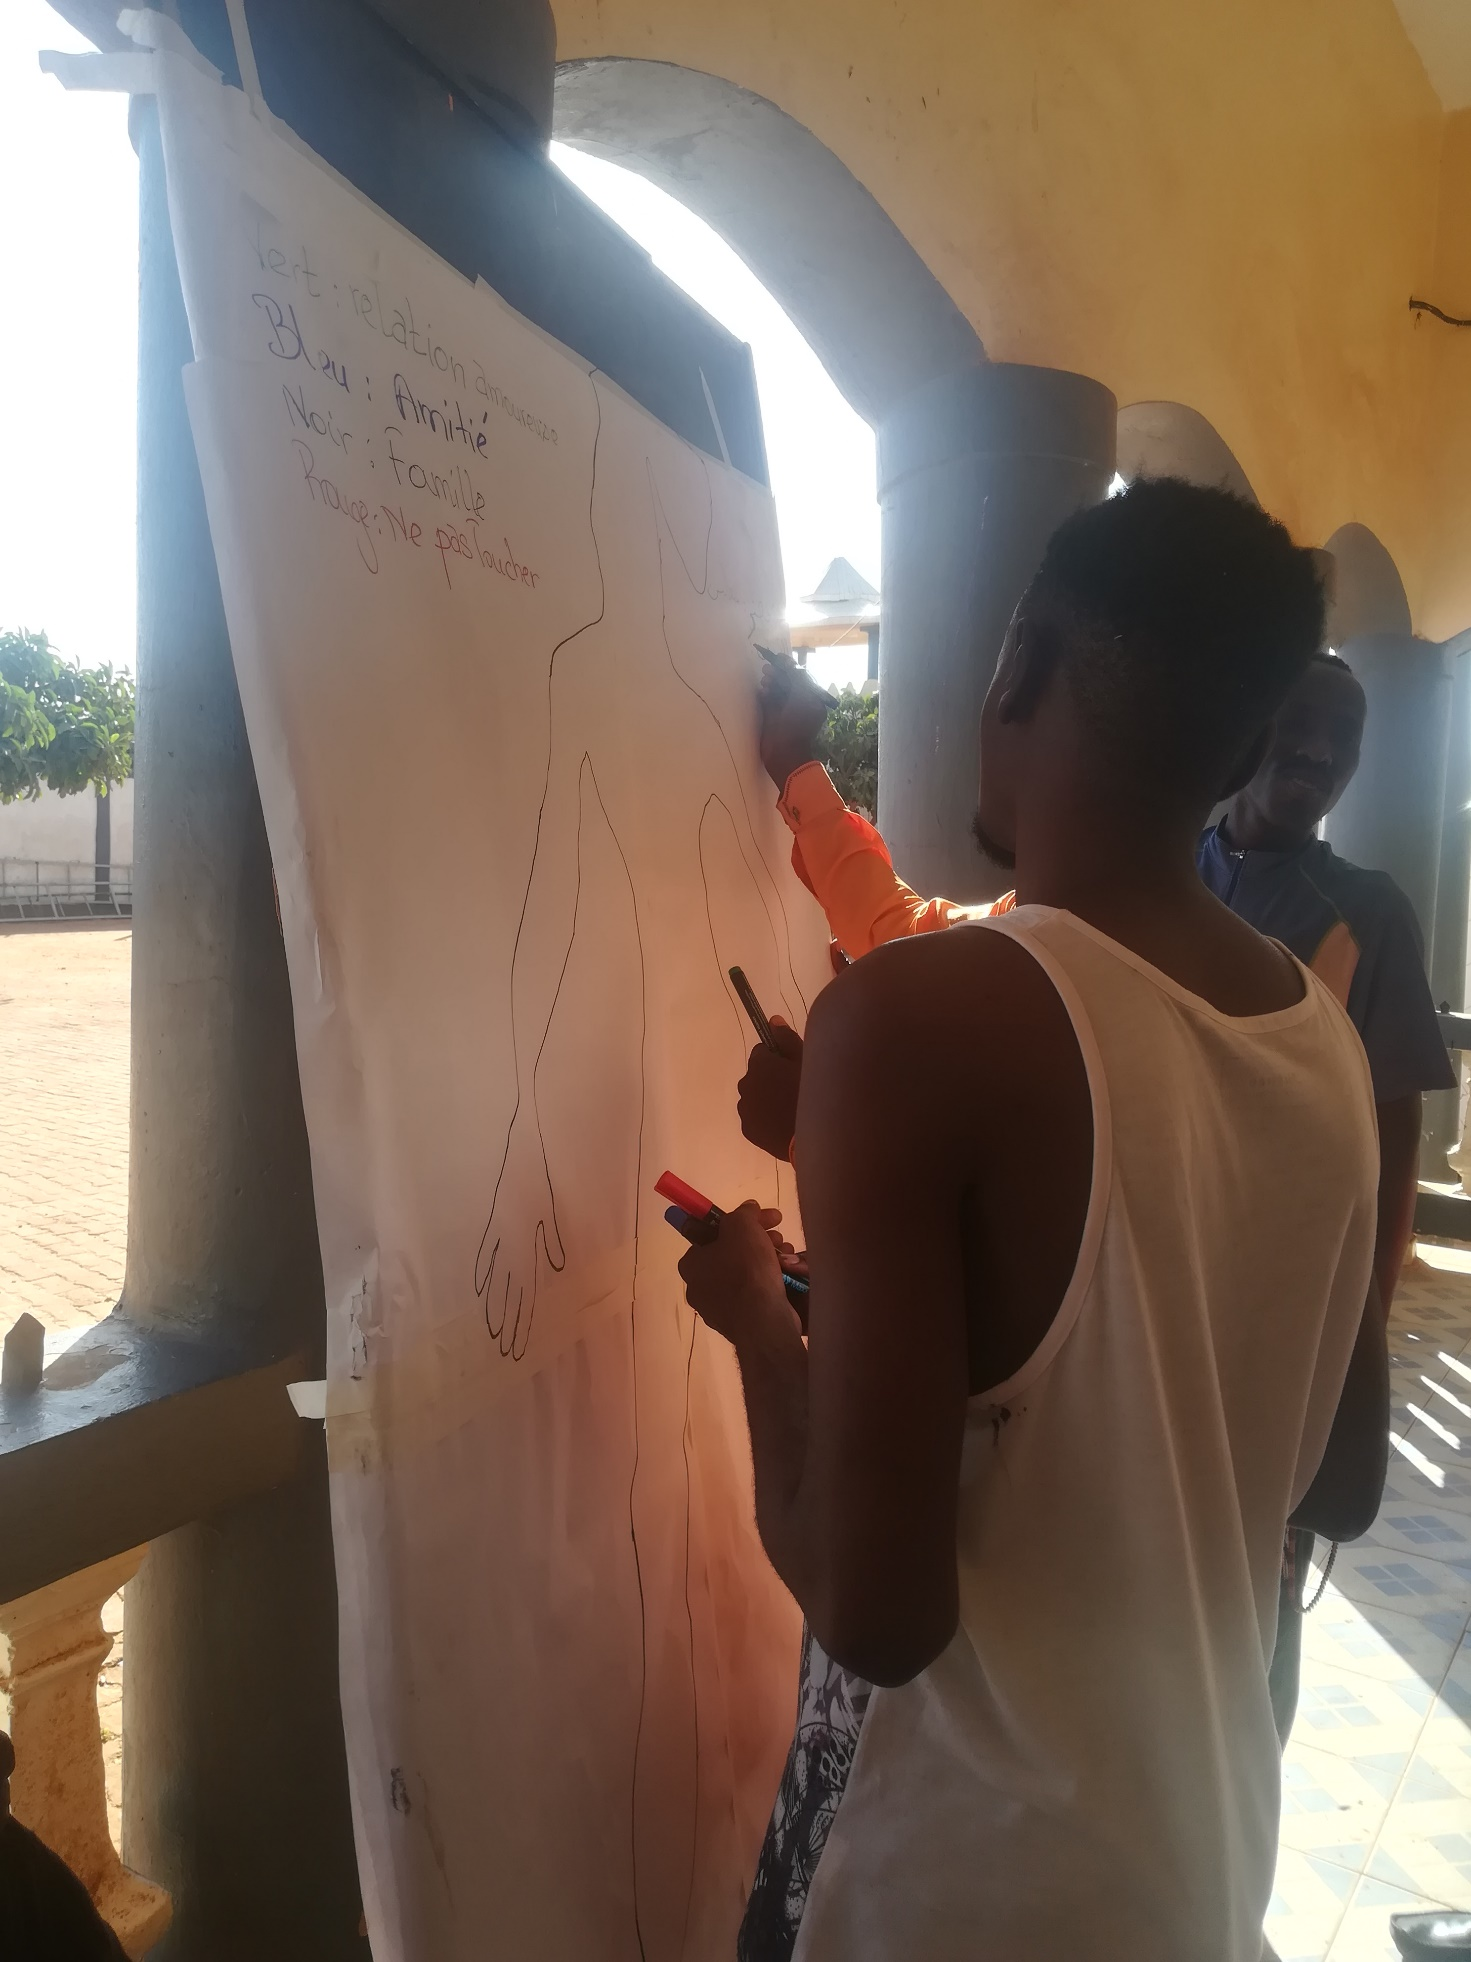 Vert : relation amoureuse
Bleu : Amitié
Noir : Famille
Rouge : Ne pas Toucher